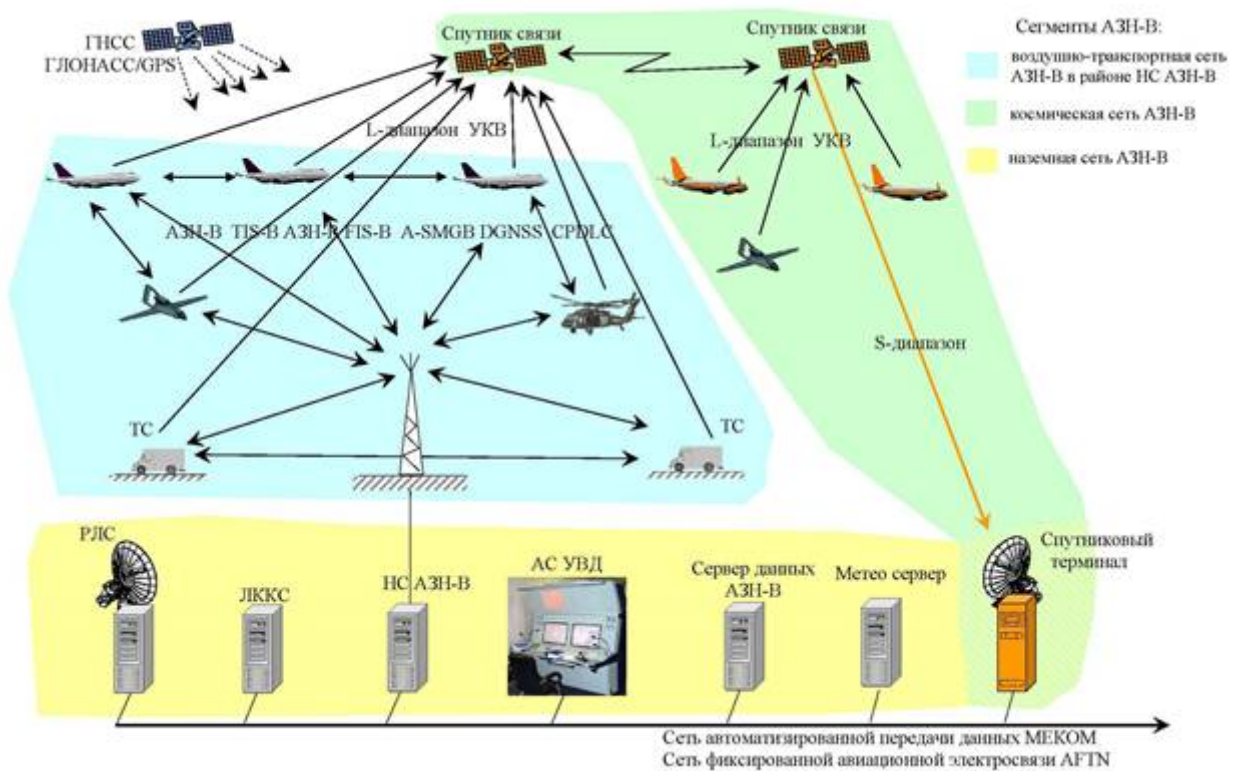 ГНСС
ГЛОНАСС/GPS
Спутник связи
Спутник связи
Сегменты АЗН-В:
воздушно-транспортная сеть
АЗН-В в районе НС АЗН-В
космическая сеть АЗН-В
наземная сеть АЗН-В
L-диапазон УКВ
L-диапазон УКВ
АЗН-В TIS-B АЗН-В FIS-B A-SMGB DGNSS CPDLC
S-диапазон
ТС
ТС
РЛС
ЛККС
НС АЗН-В
АС УВД
Сервер данных
АЗН-В
Метео сервер
Спутниковый
терминал
Сеть автоматизированной передачи данных МЕКОМ
Сеть фиксированной авиационной электросвязи AFTN